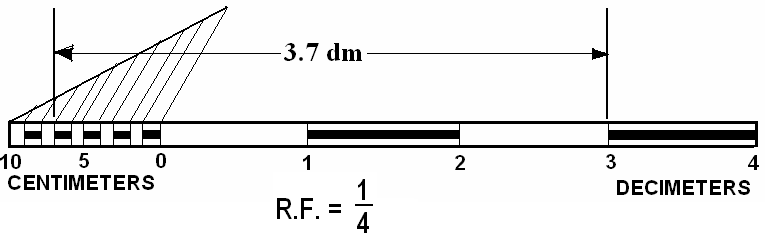 3.7 dm
10 5 0 1 2 3 4
CENTIMETERS DECIMETERS
R.F. = 1/4